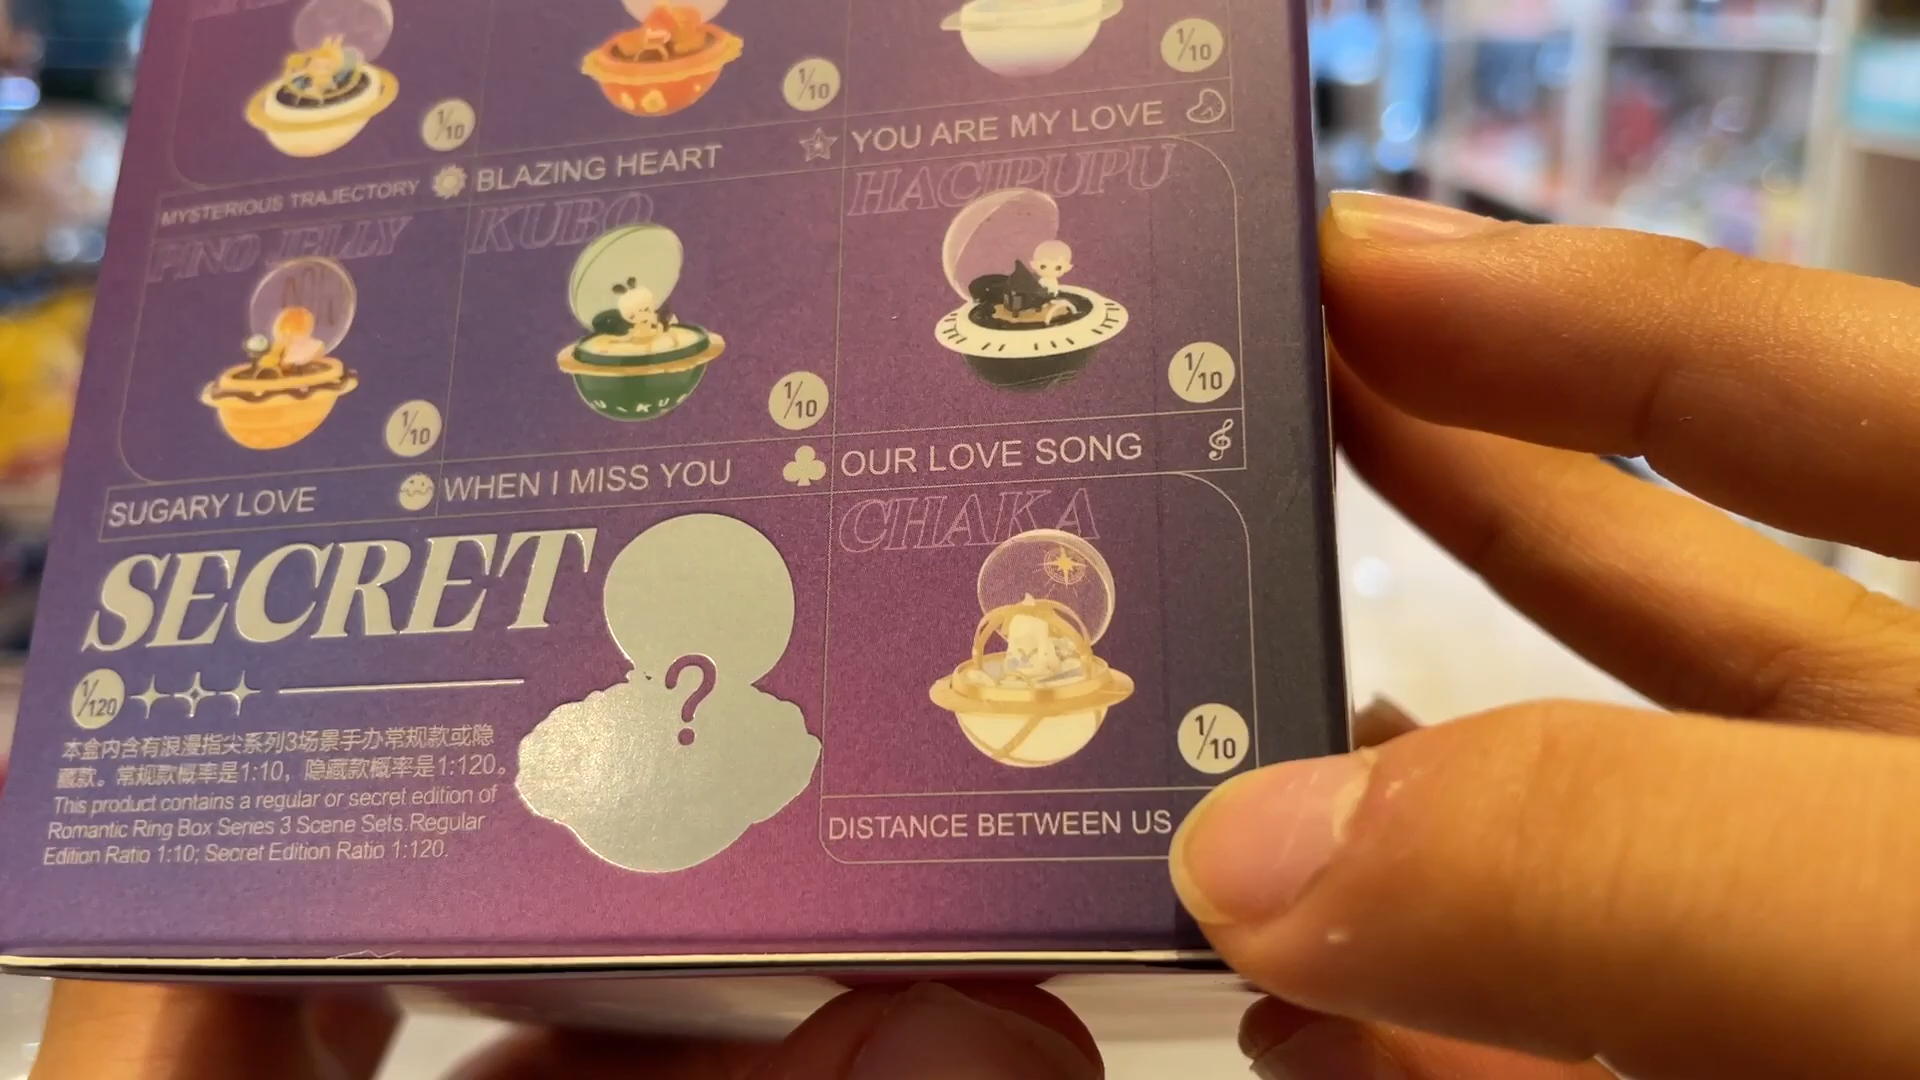 1/10
1/10
1/10
MYSTERIOUS TRAJECTORY
BLAZING HEART
YOU ARE MY LOVE
PINO JELLY
KUBO
HACIPUPU
1/10
1/10
1/10
SUGARY LOVE
WHEN I MISS YOU
OUR LOVE SONG
SECRET
?
CHAKA
1/120
1/10
本盒内含有浪漫指尖系列3场景手办常规款或隐
藏款。常规款概率是1:10，隐藏款概率是1:120。
This product contains a regular or secret edition of
Romantic Ring Box Series 3 Scene Sets.Regular
Edition Ratio 1:10; Secret Edition Ratio 1:120.
DISTANCE BETWEEN US